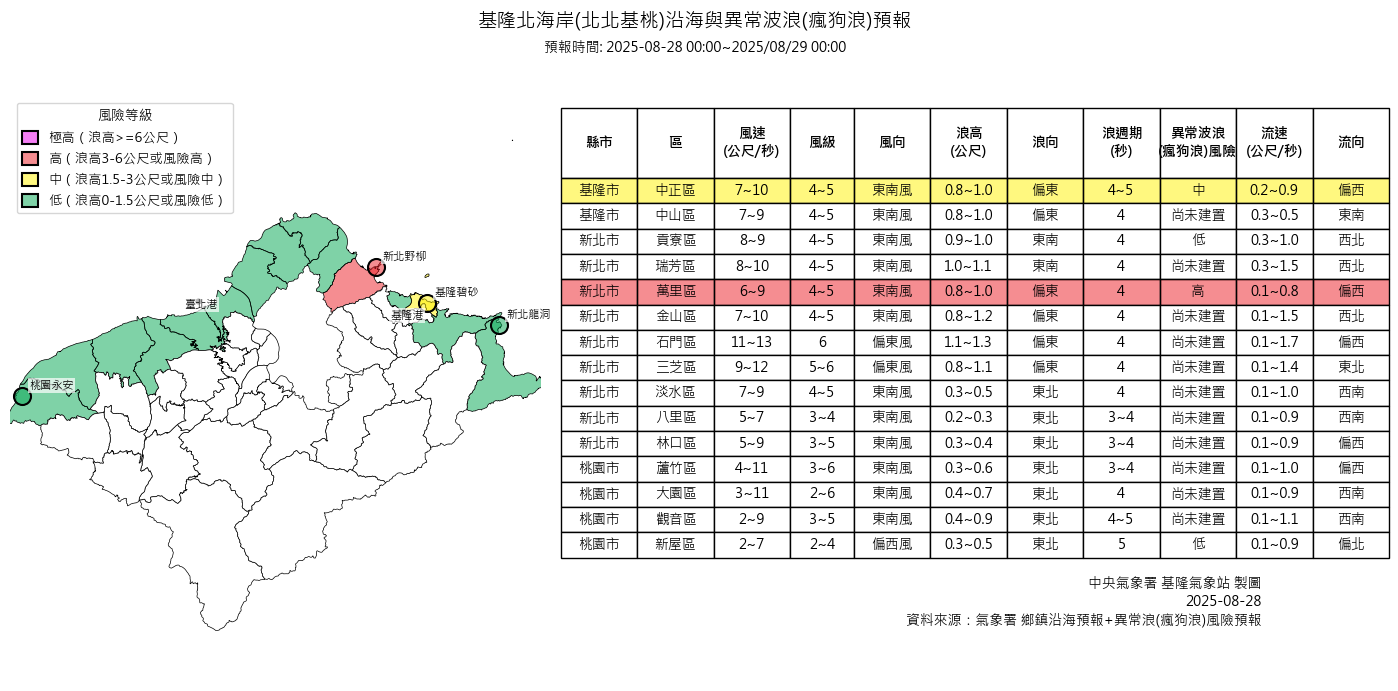 基隆北海岸(北北基桃)沿海與異常波浪(瘋狗浪)預報
預報時間: 2025-08-28 00:00~2025/08/29 00:00
風險等級
極高 ( 浪高>=6公尺 )
高 ( 浪高3-6公尺或風險高 )
中 ( 浪高1.5-3公尺或風險中 )
低 ( 浪高0-1.5公尺或風險低 )
新北野柳
基隆碧砂
臺北港
基隆港
新北龍洞
桃園永安
縣市 區 風速(公尺/秒) 風級 風向 浪高(公尺) 浪向 浪週期(秒) 異常波浪(瘋狗浪)風險 流速(公尺/秒) 流向
基隆市 中正區 7~10 4~5 東南風 0.8~1.0 偏東 4~5 中 0.2~0.9 偏西
基隆市 中山區 7~9 4~5 東南風 0.8~1.0 偏東 4 尚未建置 0.3~0.5 東南
新北市 貢寮區 8~9 4~5 東南風 0.9~1.0 東南 4 低 0.3~1.0 西北
新北市 瑞芳區 8~10 4~5 東南風 1.0~1.1 東南 4 尚未建置 0.3~1.5 西北
新北市 萬里區 6~9 4~5 東南風 0.8~1.0 偏東 4 高 0.1~0.8 偏西
新北市 金山區 7~10 4~5 東南風 0.8~1.2 偏東 4 尚未建置 0.1~1.5 西北
新北市 石門區 11~13 6 偏東風 1.1~1.3 偏東 4 尚未建置 0.1~1.7 偏西
新北市 三芝區 9~12 5~6 偏東風 0.8~1.1 偏東 4 尚未建置 0.1~1.4 東北
新北市 淡水區 7~9 4~5 東南風 0.3~0.5 東北 4 尚未建置 0.1~1.0 西南
新北市 八里區 5~7 3~4 東南風 0.2~0.3 東北 3~4 尚未建置 0.1~0.9 西南
新北市 林口區 5~9 3~5 東南風 0.3~0.4 東北 3~4 尚未建置 0.1~0.9 偏西
桃園市 蘆竹區 4~11 3~6 東南風 0.3~0.6 東北 3~4 尚未建置 0.1~1.0 偏西
桃園市 大園區 3~11 2~6 東南風 0.4~0.7 東北 4 尚未建置 0.1~0.9 西南
桃園市 觀音區 2~9 3~5 東南風 0.4~0.9 東北 4~5 尚未建置 0.1~1.1 西南
桃園市 新屋區 2~7 2~4 偏西風 0.3~0.5 東北 5 低 0.1~0.9 偏北
中央氣象署 基隆氣象站 製圖
2025-08-28
資料來源：氣象署 鄉鎮沿海預報+異常浪(瘋狗浪)風險預報